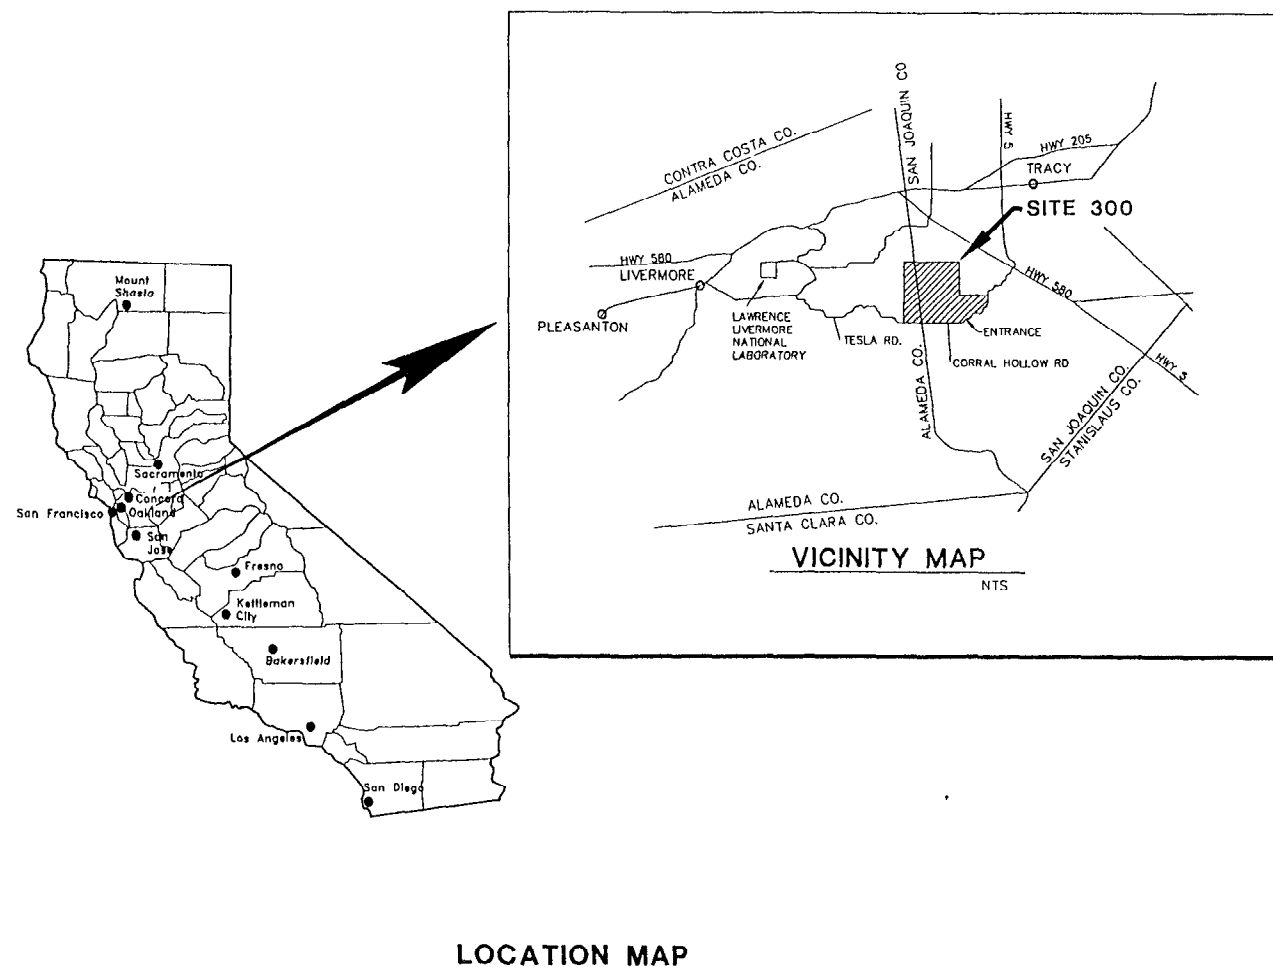 SAN JOAQUIN CO
HWY 5
CONTRA COSTA CO.
ALAMEDA CO.
HWY 205
TRACY
SITE 300
HWY 580
LIVERMORE
HWY 580
PLEASANTON
LAWRENCE
LIVERMORE
NATIONAL
LABORATORY
TESLA RD.
ENTRANCE
CORRAL HOLLOW RD
ALAMEDA CO.
HWY 5
SAN JOAQUIN CO.
STANISLAUS CO.
ALAMEDA CO.
SANTA CLARA CO.
VICINITY MAP
NTS
Mount
Shasta
Sacramento
Concord
San Francisco
Oakland
San
Jose
Fresno
Kettleman
City
Bakersfield
Los Angeles
San Diego
LOCATION MAP